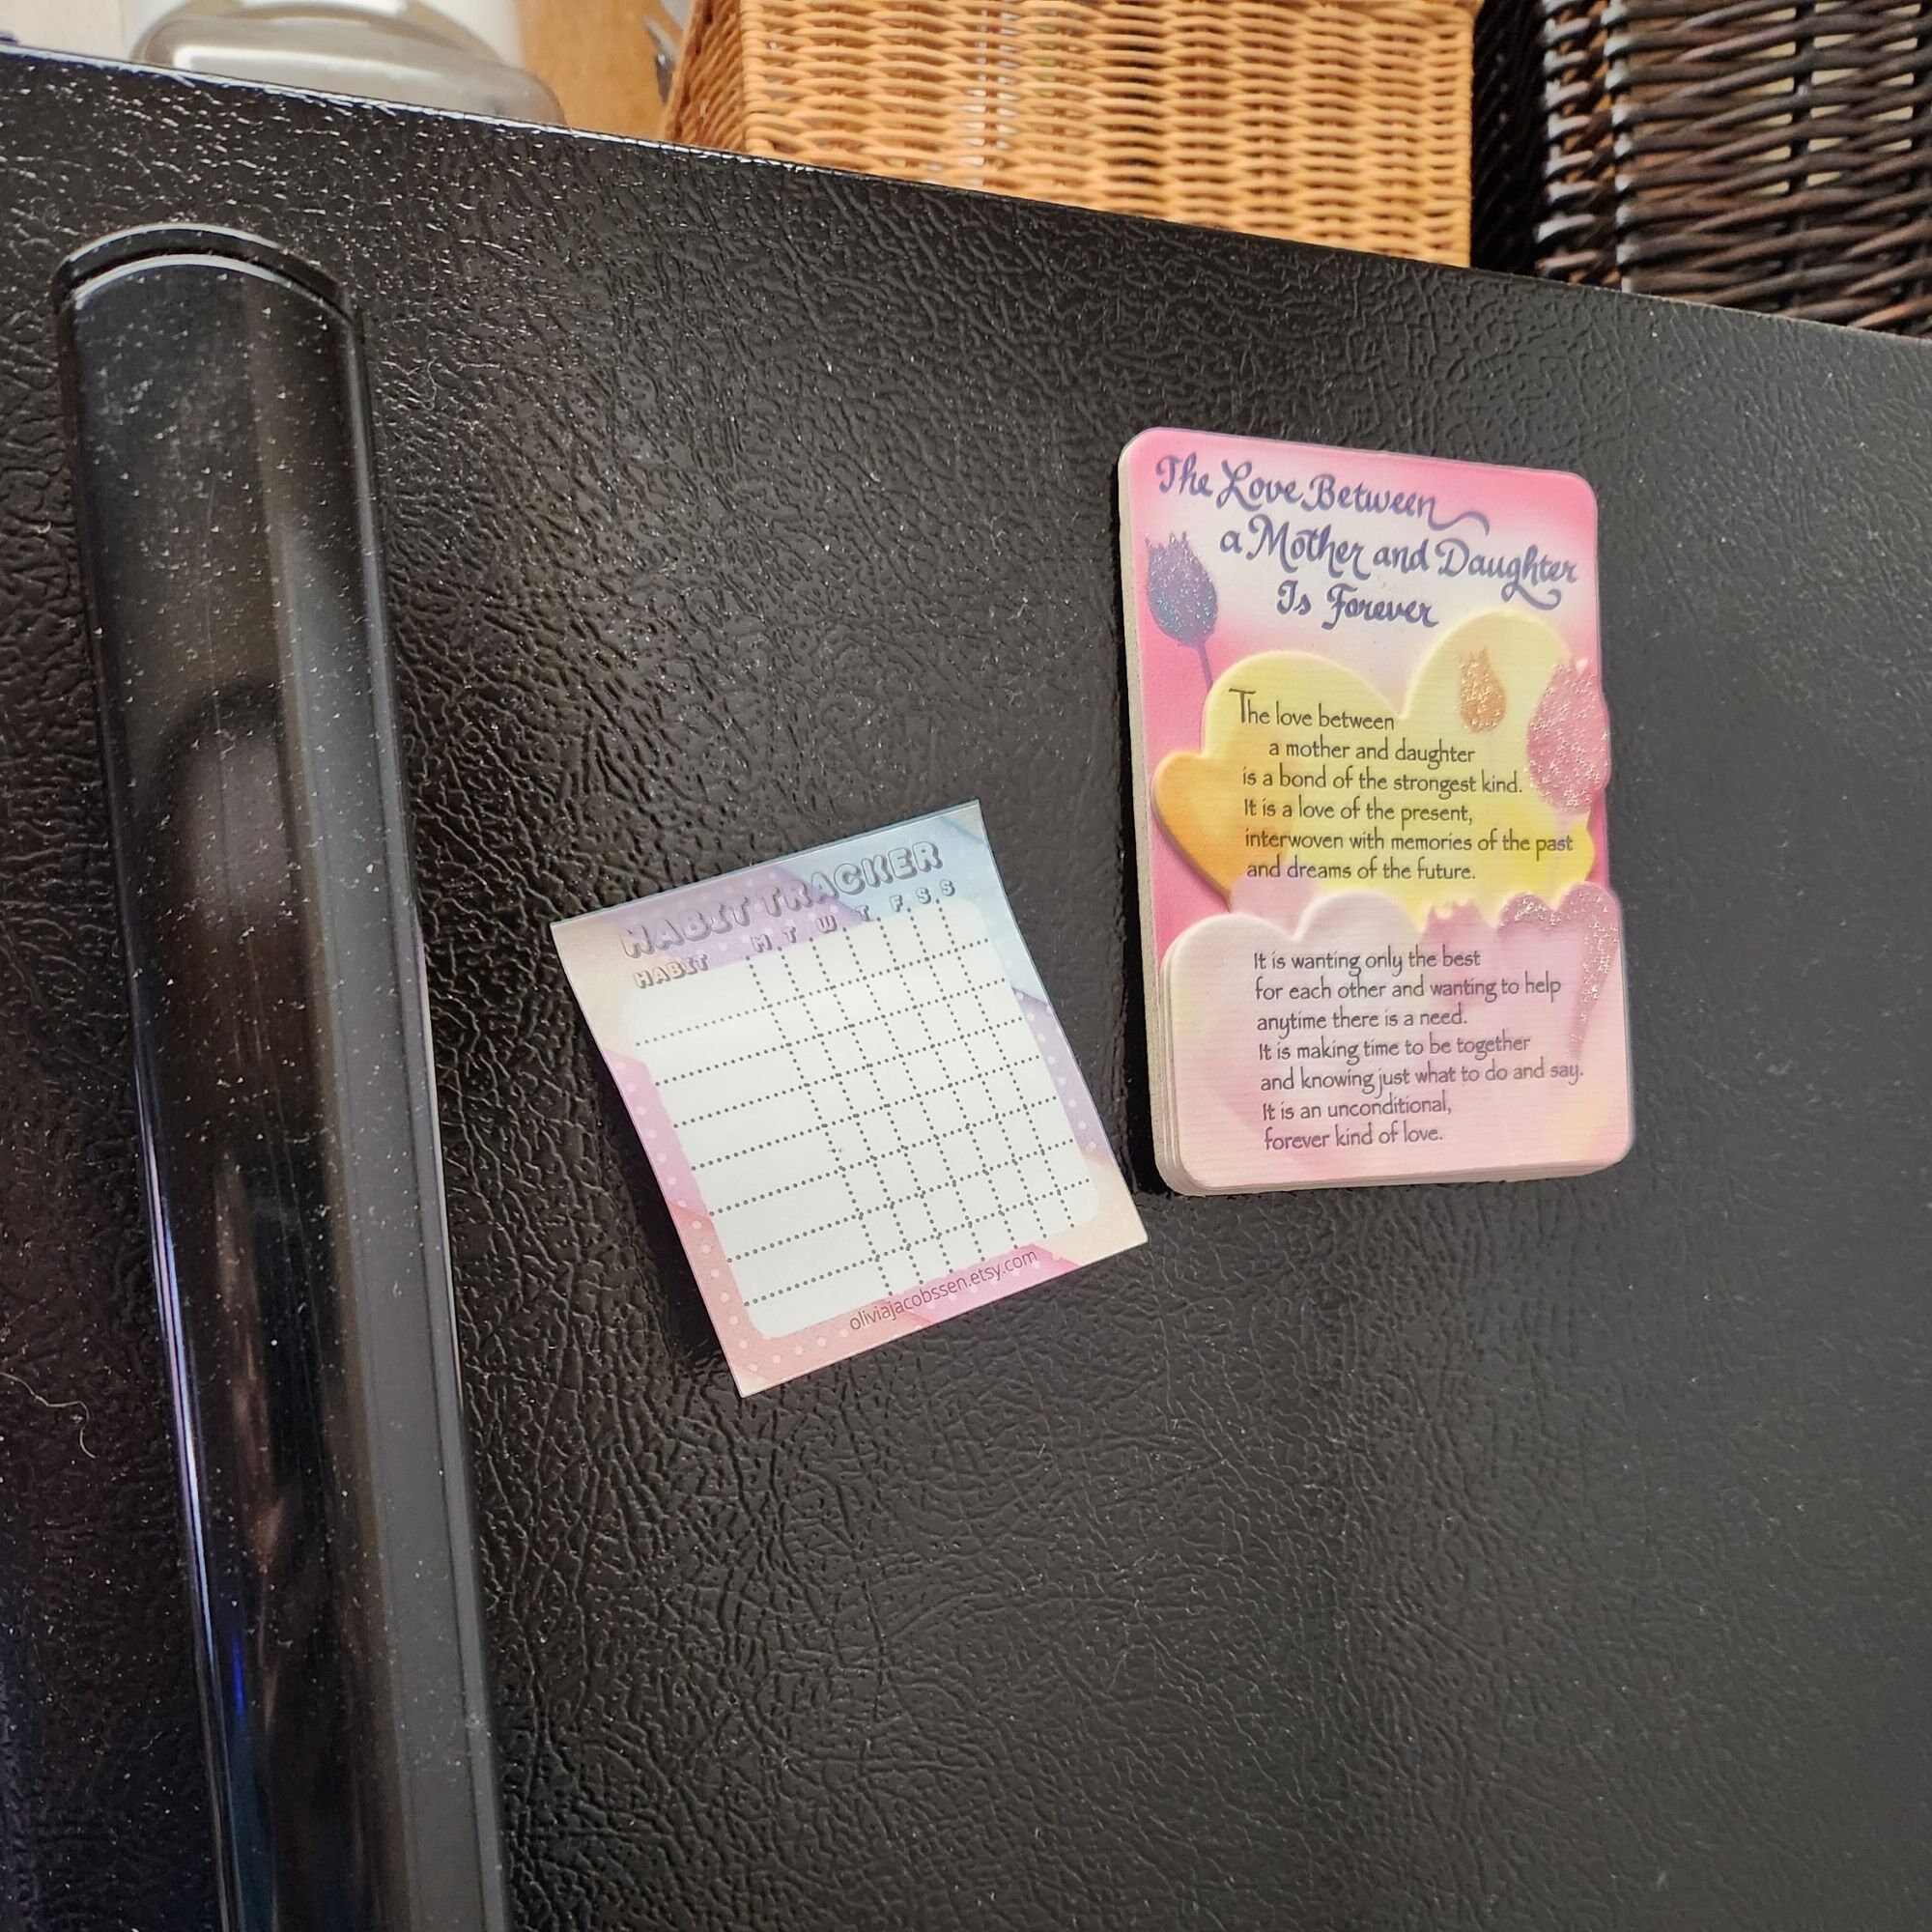 HABIT TRACKER
HABIT M T W T F S S
oliviajacobssen.etsy.com
The Love Between
a Mother and Daughter
Is Forever
The love between
a mother and daughter
is a bond of the strongest kind.
It is a love of the present,
interwoven with memories of the past
and dreams of the future.
It is wanting only the best
for each other and wanting to help
anytime there is a need.
It is making time to be together
and knowing just what to do and say.
It is an unconditional,
forever kind of love.